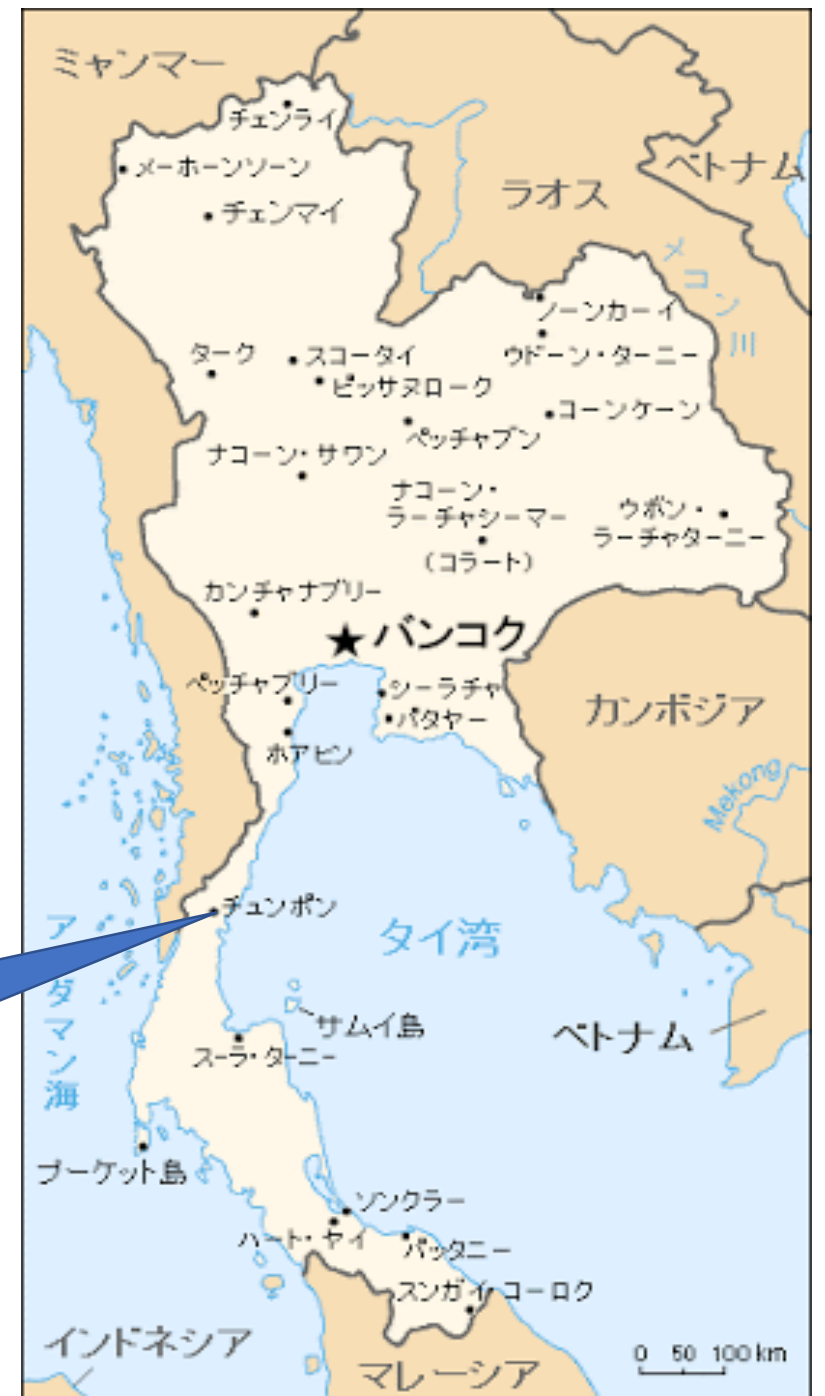 ミャンマー
チェンライ
メーホーンソーン
チェンマイ
ラオス
ベトナム
メコン川
ノーンカーイ
ウドーン・ターニー
ターク
スコータイ
ピッサヌローク
コーンケーン
ペッチャブン
ナコーン・サワン
ナコーン・
ラーチャシーマー
(コラート)
ウボン・
ラーチャターニー
カンチャナブリー
バンコク
ペッチャブリー
シーラチャ
パタヤー
ホアヒン
カンボジア
Mekong
チュンポン
タイ湾
ア
ダマン海
サムイ島
スーラ・ターニー
ベトナム
プーケット島
ソンクラー
ハート・ヤイ
パッタニー
スンガイ・コーロク
インドネシア
マレーシア
0 50 100 km